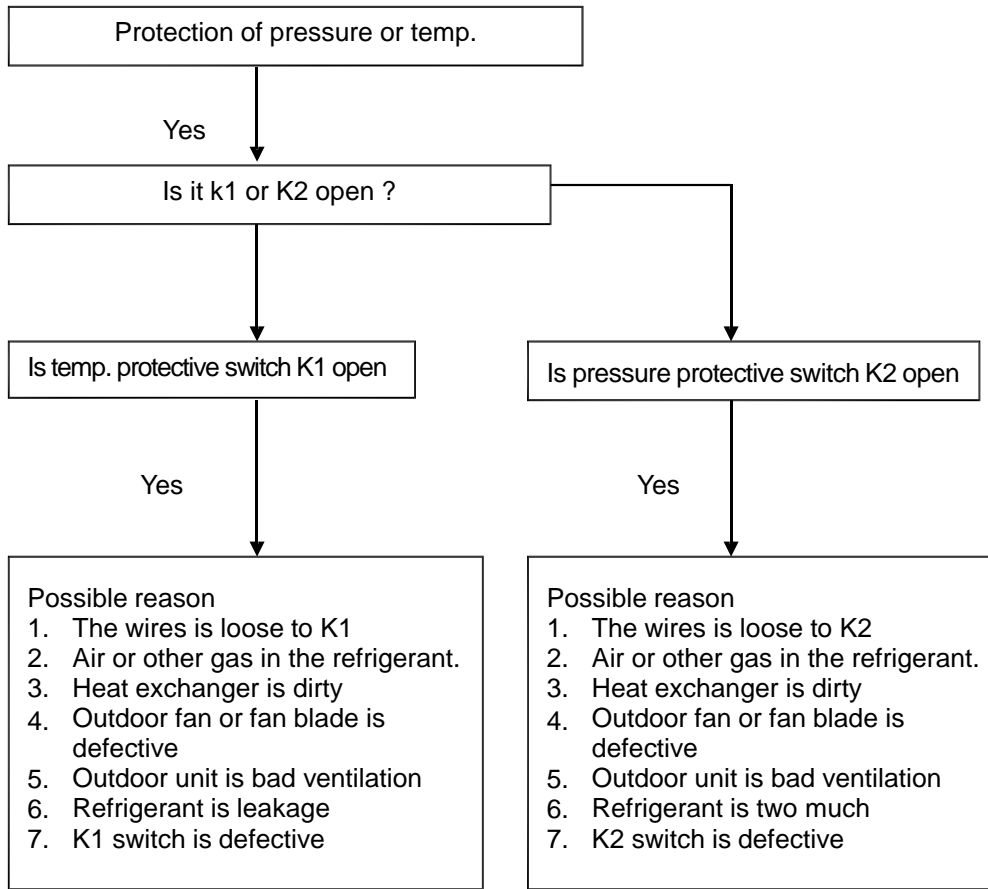 Protection of pressure or temp.
Yes
Is it k1 or K2 open ?
Is temp. protective switch K1 open
Is pressure protective switch K2 open
Yes
Yes
Possible reason
1. The wires is loose to K1
2. Air or other gas in the refrigerant.
3. Heat exchanger is dirty
4. Outdoor fan or fan blade is
defective
5. Outdoor unit is bad ventilation
6. Refrigerant is leakage
7. K1 switch is defective
Possible reason
1. The wires is loose to K2
2. Air or other gas in the refrigerant.
3. Heat exchanger is dirty
4. Outdoor fan or fan blade is
defective
5. Outdoor unit is bad ventilation
6. Refrigerant is two much
7. K2 switch is defective